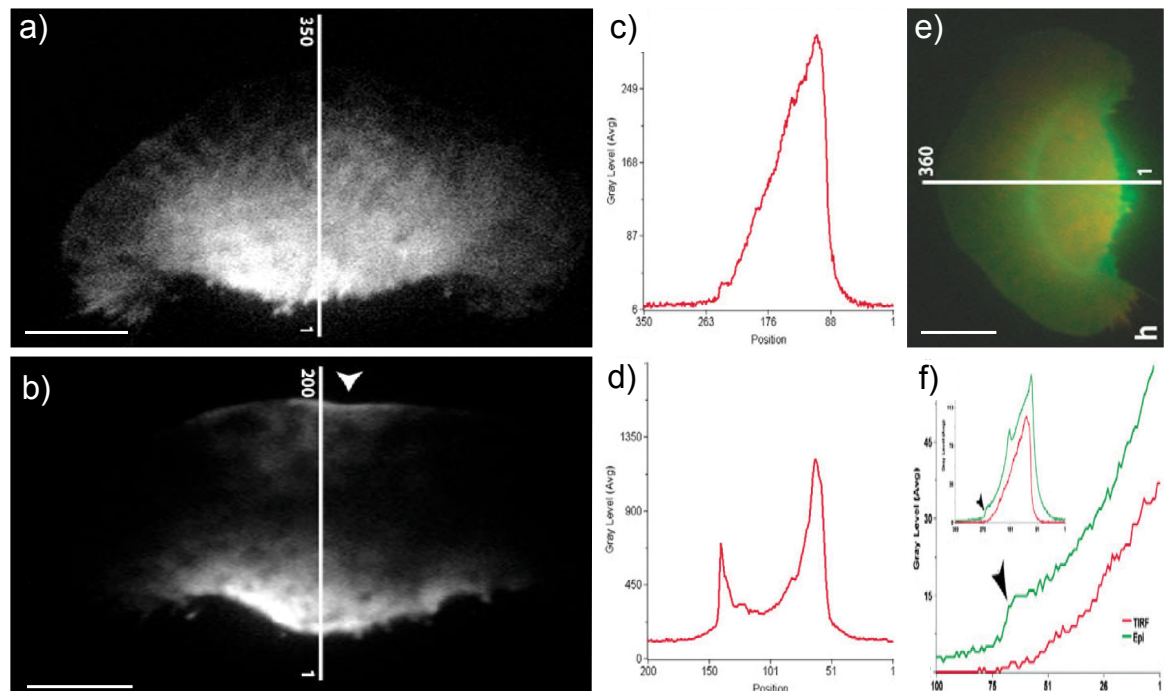 a)
350
1
b)
200
1
c)
Gray Level (Avg)
249
168
87
6
350
263
176
88
1
Position
d)
Gray Level (Avg)
1350
900
450
0
200
150
101
51
1
Position
e)
360
1
h
f)
Gray Level (Avg)
45
30
15
100
75
51
26
1
TIRF
Epi